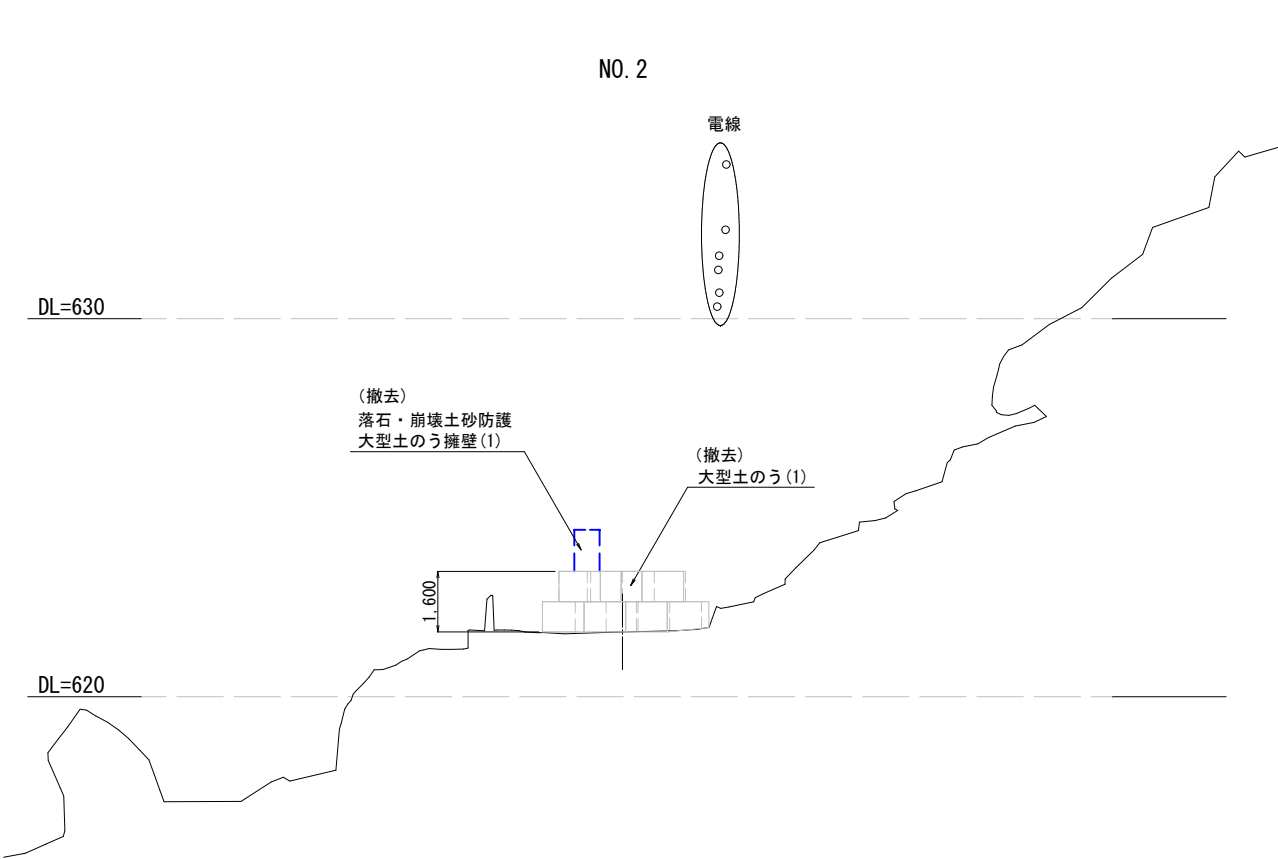 NO.2
電線
DL=630
(撤去)
落石・崩壊土砂防護
大型土のう擁壁(1)
(撤去)
大型土のう(1)
1,600
DL=620